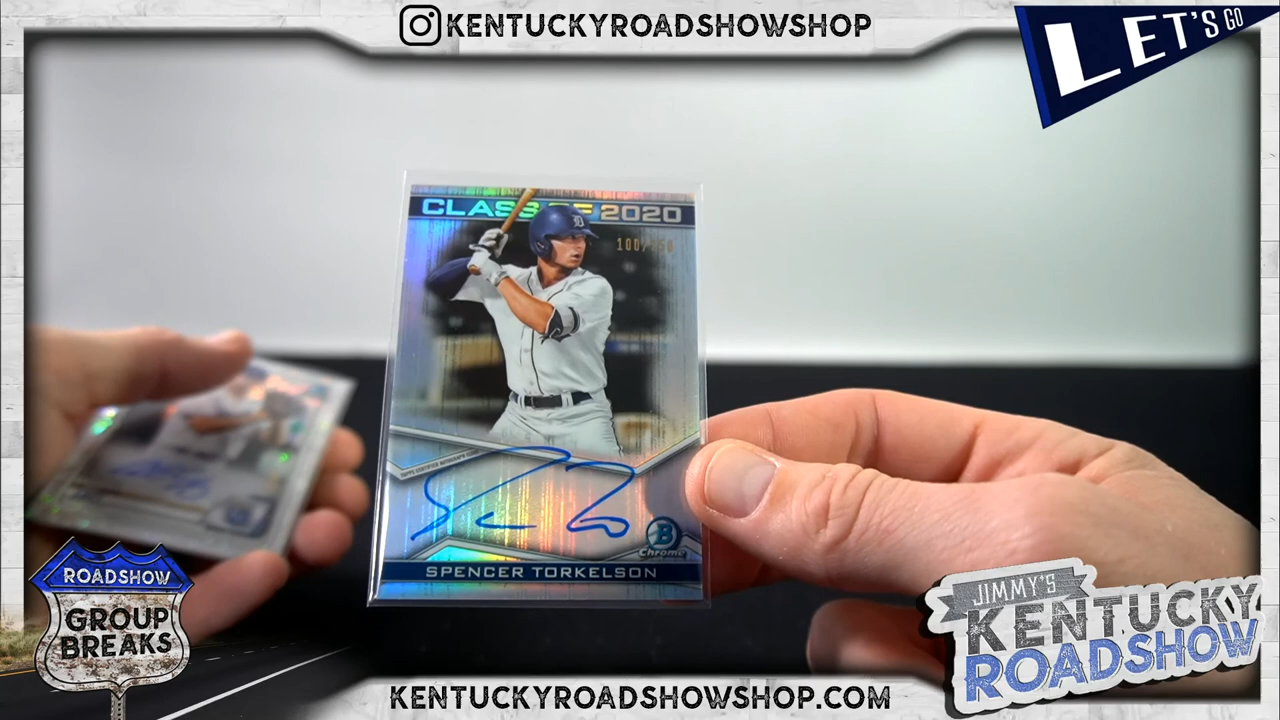 KENTUCKYROADSHOWSHOP
LET'S GO
CLASS OF 2020
SPENCER TORKELSON
B
Chrome
ROADSHOW
GROUP
BREAKS
JIMMY'S
KENTUCKY
ROADSHOW
KENTUCKYROADSHOWSHOP.COM